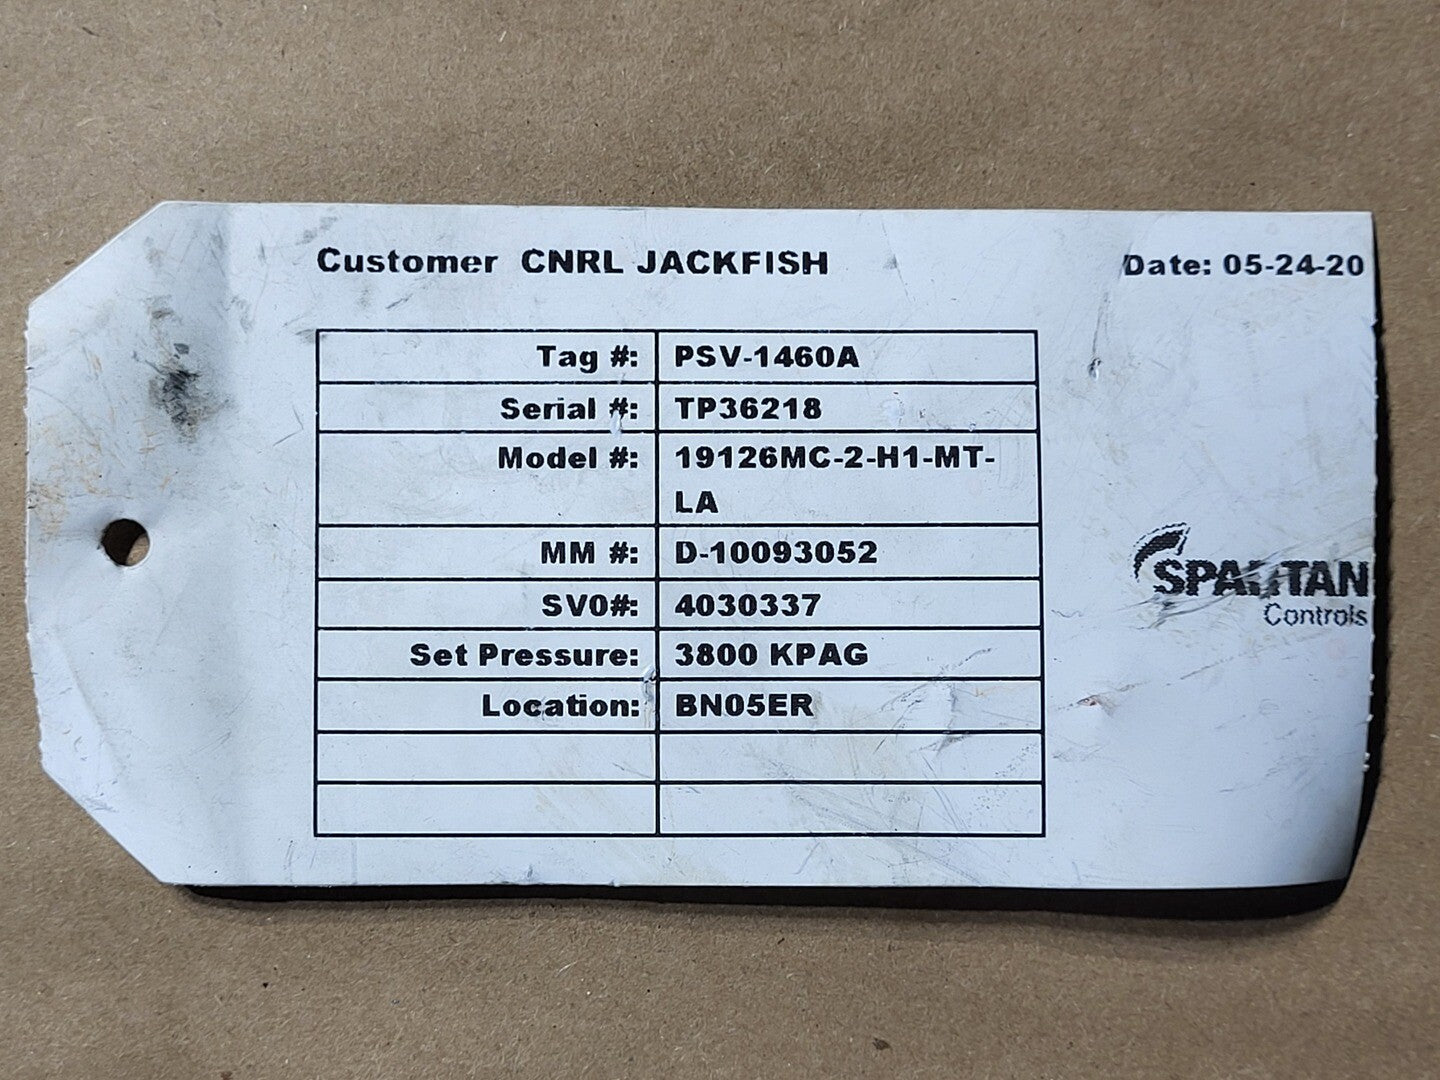 Customer CNRL JACKFISH
Date: 05-24-20
Tag #: PSV-1460A
Serial #: TP36218
Model #: 19126MC-2-H1-MT-
LA
MM #: D-10093052
SV0#: 4030337
Set Pressure: 3800 KPAG
Location: BN05ER
SPARTAN
Controls